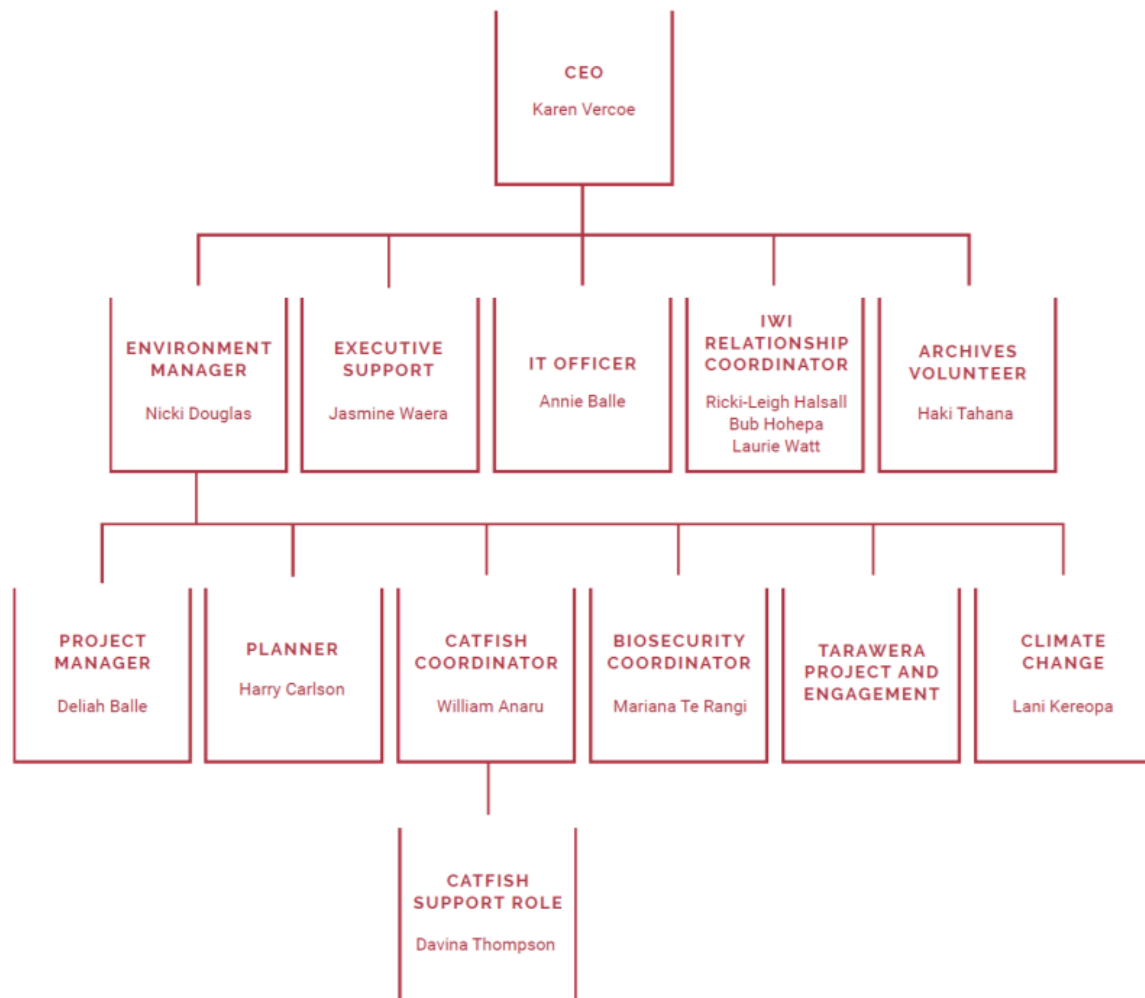 CEO
Karen Vercoe
ENVIRONMENT
MANAGER
Nicki Douglas
EXECUTIVE
SUPPORT
Jasmine Waera
IT OFFICER
Annie Balle
IWI
RELATIONSHIP
COORDINATOR
Ricki-Leigh Halsall
Bub Hohepa
Laurie Watt
ARCHIVES
VOLUNTEER
Haki Tahana
PROJECT
MANAGER
Deliah Balle
PLANNER
Harry Carlson
CATFISH
COORDINATOR
William Anaru
BIOSECURITY
COORDINATOR
Mariana Te Rangi
TARAWERA
PROJECT AND
ENGAGEMENT
CLIMATE
CHANGE
Lani Kereopa
CATFISH
SUPPORT ROLE
Davina Thompson